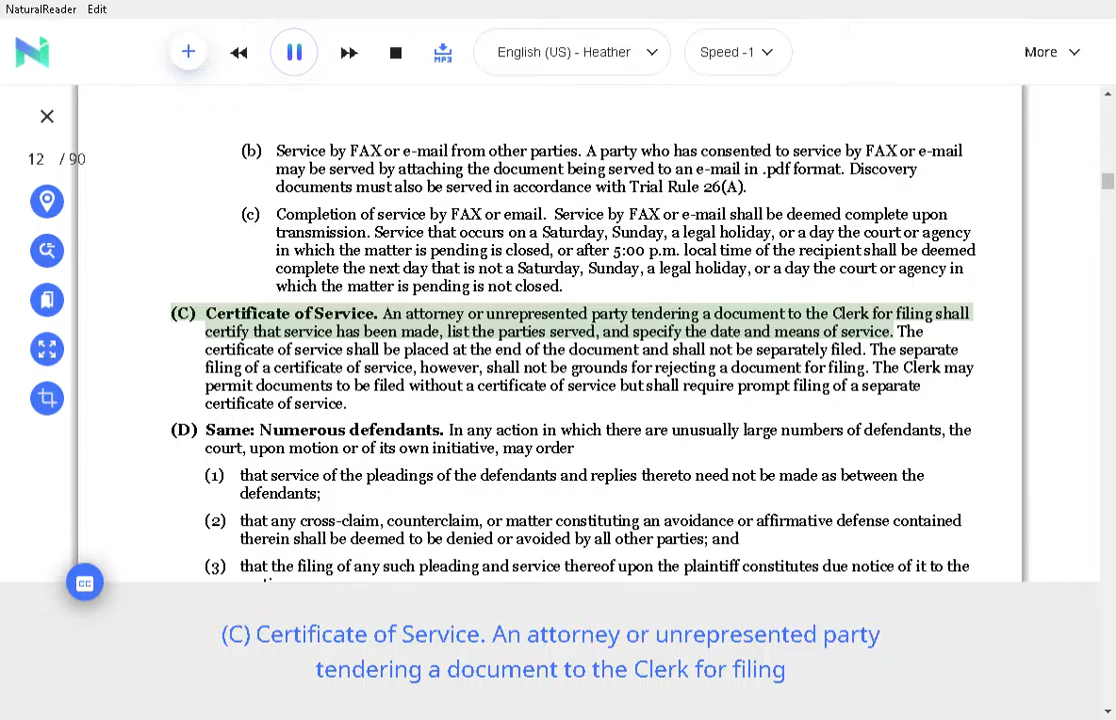 NaturalReader Edit
MP3
English (US) - Heather
Speed -1
More
12 / 90
(b) Service by FAX or e-mail from other parties. A party who has consented to service by FAX or e-mail
may be served by attaching the document being served to an e-mail in .pdf format. Discovery
documents must also be served in accordance with Trial Rule 26(A).
(c) Completion of service by FAX or email. Service by FAX or e-mail shall be deemed complete upon
transmission. Service that occurs on a Saturday, Sunday, a legal holiday, or a day the court or agency
in which the matter is pending is closed, or after 5:00 p.m. local time of the recipient shall be deemed
complete the next day that is not a Saturday, Sunday, a legal holiday, or a day the court or agency in
which the matter is pending is not closed.
(C) Certificate of Service. An attorney or unrepresented party tendering a document to the Clerk for filing shall
certify that service has been made, list the parties served, and specify the date and means of service. The
certificate of service shall be placed at the end of the document and shall not be separately filed. The separate
filing of a certificate of service, however, shall not be grounds for rejecting a document for filing. The Clerk may
permit documents to be filed without a certificate of service but shall require prompt filing of a separate
certificate of service.
(D) Same: Numerous defendants. In any action in which there are unusually large numbers of defendants, the
court, upon motion or of its own initiative, may order
(1) that service of the pleadings of the defendants and replies thereto need not be made as between the
defendants;
(2) that any cross-claim, counterclaim, or matter constituting an avoidance or affirmative defense contained
therein shall be deemed to be denied or avoided by all other parties; and
(3) that the filing of any such pleading and service thereof upon the plaintiff constitutes due notice of it to the
CC
(C) Certificate of Service. An attorney or unrepresented party
tendering a document to the Clerk for filing